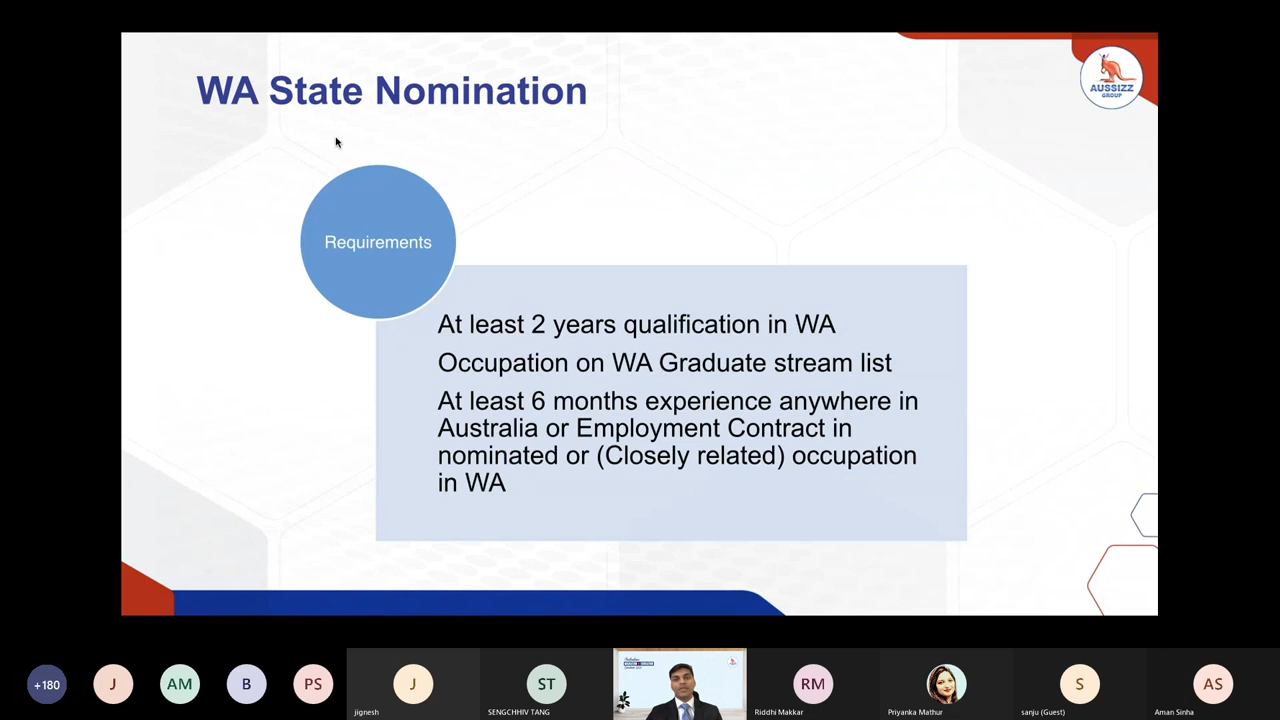 WA State Nomination
AUSSIZZ
GROUP
Requirements
At least 2 years qualification in WA
Occupation on WA Graduate stream list
At least 6 months experience anywhere in
Australia or Employment Contract in
nominated or (Closely related) occupation
in WA
+180
J
AM
B
PS
J
ST
RM
S
AS
jignesh
SENGCHHIV TANG
Riddhi Makkar
Priyanka Mathur
sanju (Guest)
Aman Sinha